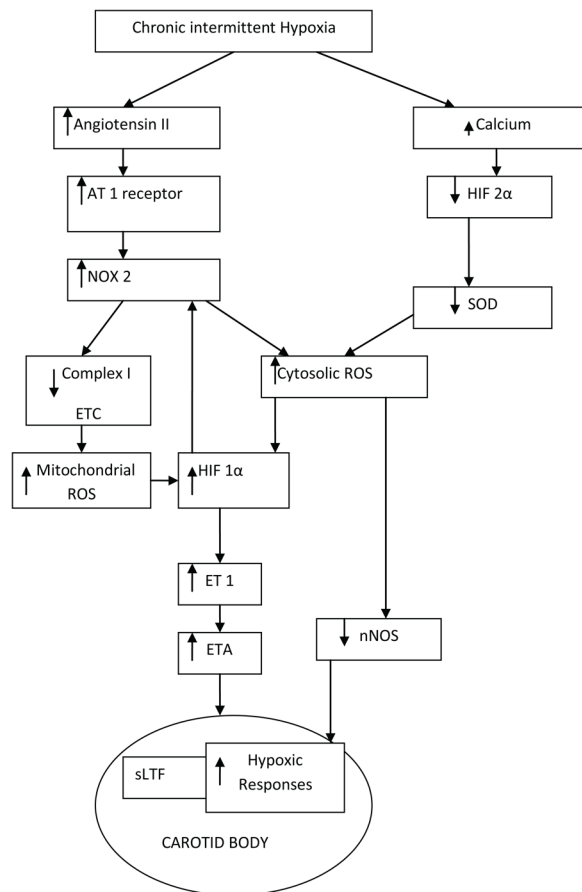 Chronic intermittent Hypoxia
Angiotensin II
Calcium
AT 1 receptor
HIF 2α
NOX 2
SOD
Complex I
ETC
Cytosolic ROS
Mitochondrial
ROS
HIF 1α
ET 1
ETA
nNOS
sLTF
Hypoxic
Responses
CAROTID BODY